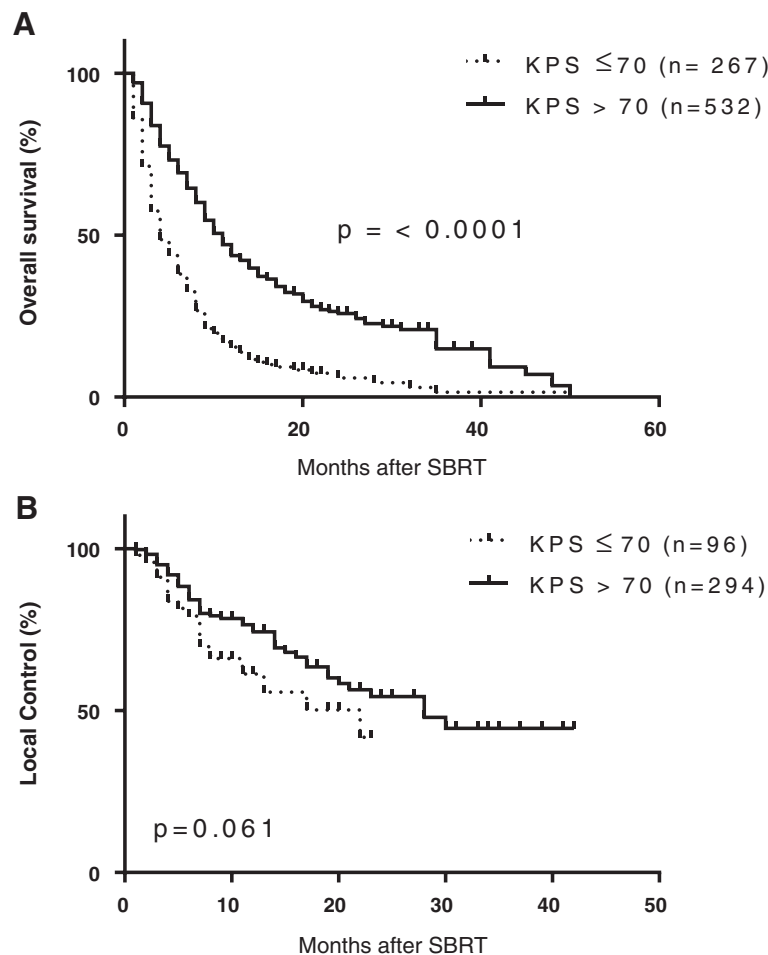 A
KPS ≤70 (n= 267)
KPS > 70 (n=532)
p = < 0.0001
Overall survival (%)
100
50
0
0 20 40 60
Months after SBRT
B
KPS ≤ 70 (n=96)
KPS > 70 (n=294)
p=0.061
Local Control (%)
100
50
0
0 10 20 30 40 50
Months after SBRT